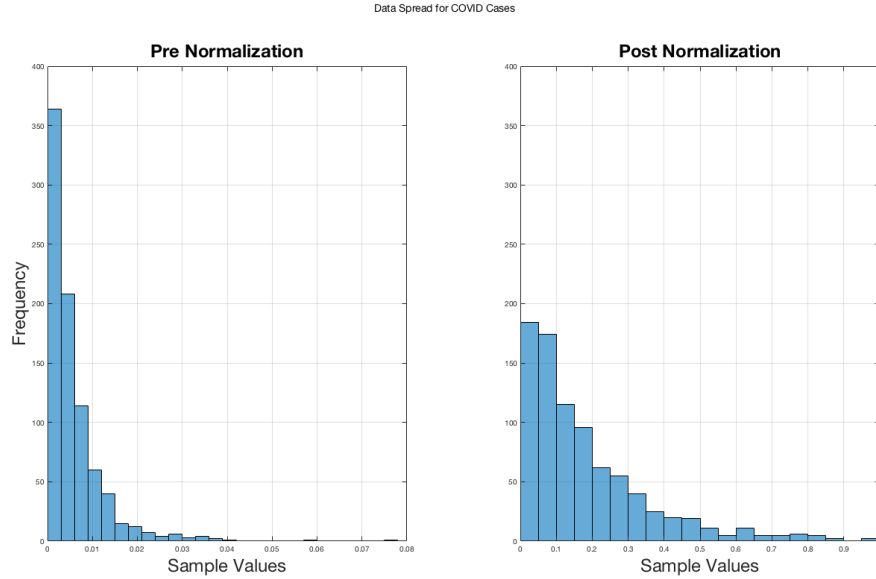 Data Spread for COVID Cases
Pre Normalization
400
350
300
250
200
150
100
50
0
Frequency
0 0.01 0.02 0.03 0.04 0.05 0.06 0.07 0.08
Sample Values
Post Normalization
400
350
300
250
200
150
100
50
0
0 0.1 0.2 0.3 0.4 0.5 0.6 0.7 0.8 0.9
Sample Values